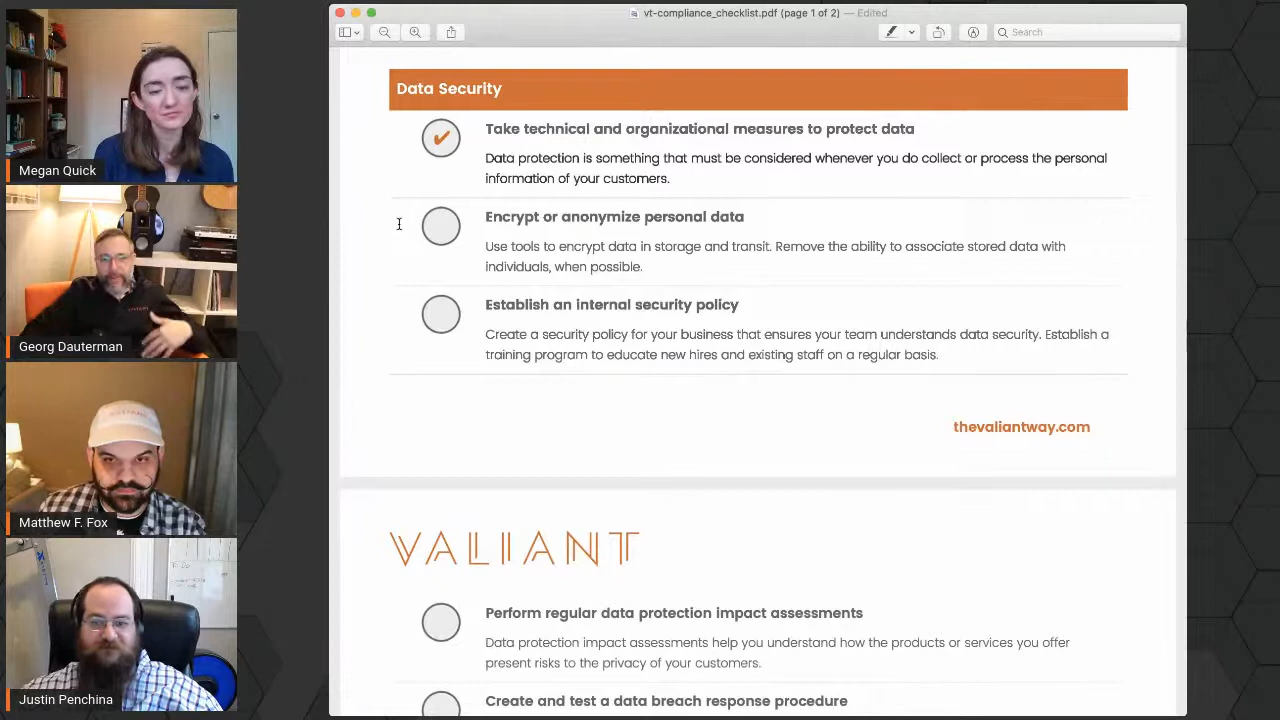 Megan Quick
Georg Dauterman
Matthew F. Fox
Justin Penchina
vt-compliance_checklist.pdf (page 1 of 2) — Edited
Search
Data Security
Take technical and organizational measures to protect data
Data protection is something that must be considered whenever you do collect or process the personal
information of your customers.
Encrypt or anonymize personal data
Use tools to encrypt data in storage and transit. Remove the ability to associate stored data with
individuals, when possible.
Establish an internal security policy
Create a security policy for your business that ensures your team understands data security. Establish a
training program to educate new hires and existing staff on a regular basis.
thevaliantway.com
VALIANT
Perform regular data protection impact assessments
Data protection impact assessments help you understand how the products or services you offer
present risks to the privacy of your customers.
Create and test a data breach response procedure